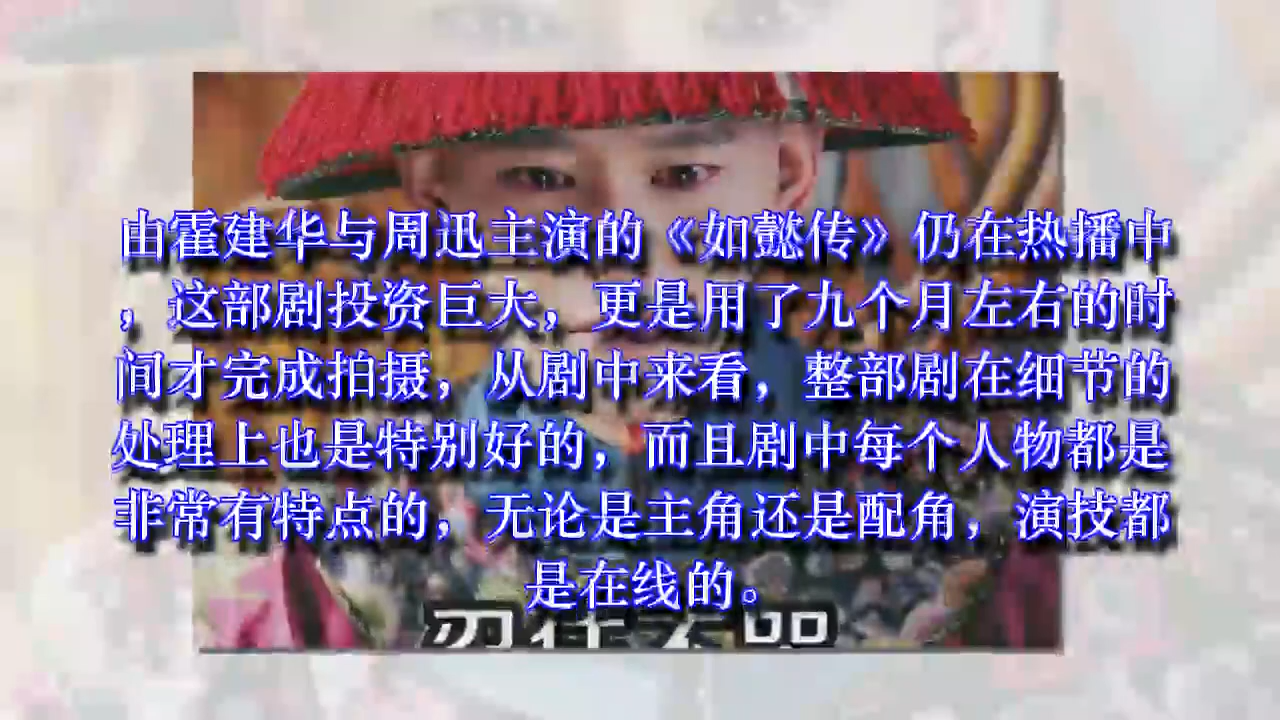 由霍建华与周迅主演的《如懿传》仍在热播中
，这部剧投资巨大，更是用了九个月左右的时
间才完成拍摄，从剧中来看，整部剧在细节的
处理上也是特别好的，而且剧中每个人物都是
非常有特点的，无论是主角还是配角，演技都
是在线的。